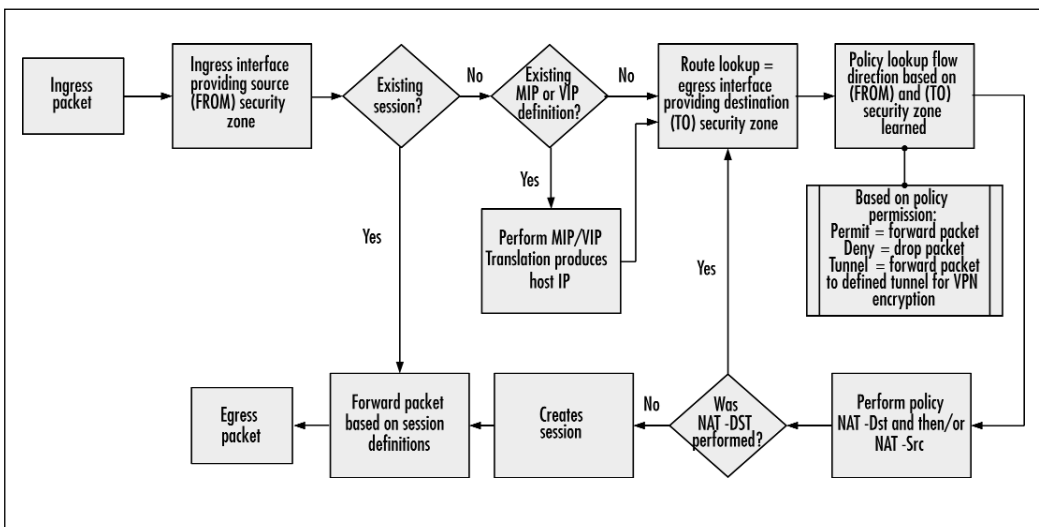 Ingress
packet
Ingress interface
providing source
(FROM) security
zone
Existing
session?
No
Existing
MIP or VIP
definition?
No
Route lookup =
egress interface
providing destination
(TO) security zone
Policy lookup flow
direction based on
(FROM) and (TO)
security zone
learned
Yes
Yes
Perform MIP/VIP
Translation produces
host IP
Yes
Based on policy
permission:
Permit = forward packet
Deny = drop packet
Tunnel = forward packet
to defined tunnel for VPN
encryption
Egress
packet
Forward packet
based on session
definitions
Creates
session
No
Was
NAT -DST
performed?
Perform policy
NAT -Dst and then/or
NAT -Src